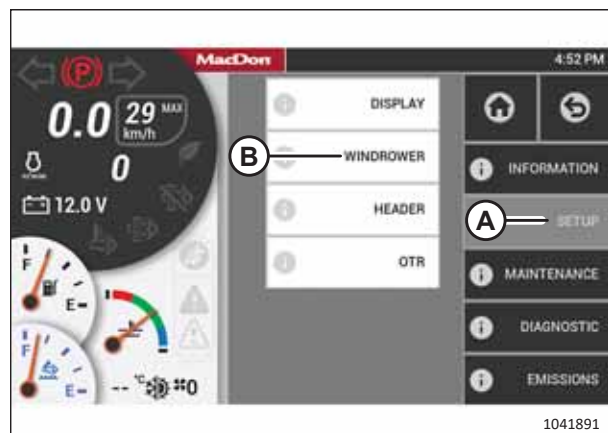 MacDon
4:52 PM
P
0.0
29 MAX
km/h
0
12.0 V
F
E
F
E
-- °C
0
DISPLAY
B
WINDROWER
HEADER
OTR
INFORMATION
A
SETUP
MAINTENANCE
DIAGNOSTIC
EMISSIONS
1041891